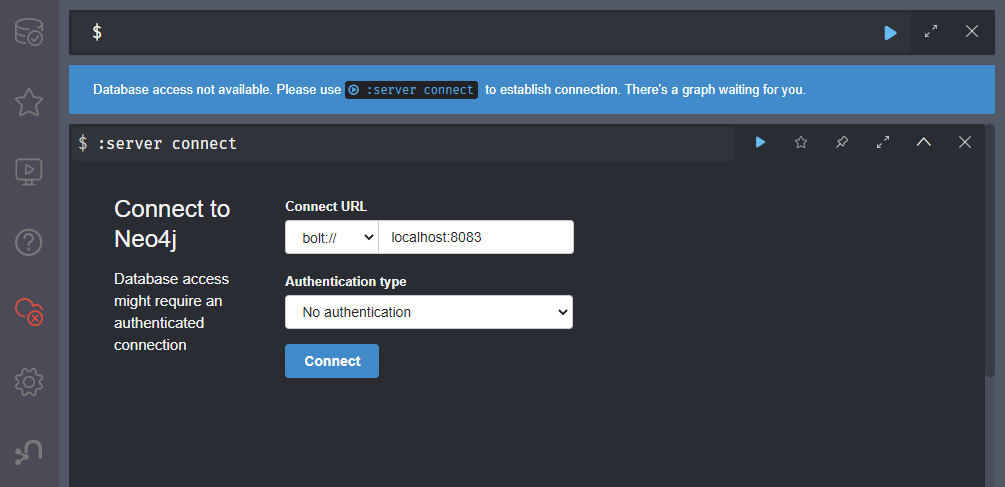 $
Database access not available. Please use :server connect to establish connection. There's a graph waiting for you.
$ :server connect
Connect to
Neo4j
Database access
might require an
authenticated
connection
Connect URL
bolt:// localhost:8083
Authentication type
No authentication
Connect